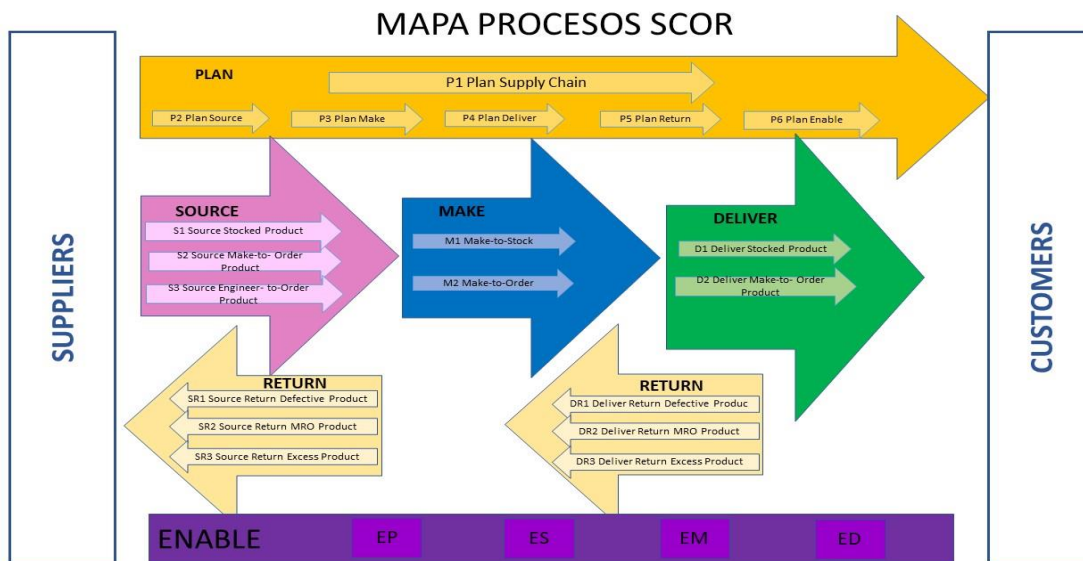 MAPA PROCESOS SCOR
SUPPLIERS
PLAN
P1 Plan Supply Chain
P2 Plan Source
P3 Plan Make
P4 Plan Deliver
P5 Plan Return
P6 Plan Enable
SOURCE
S1 Source Stocked Product
S2 Source Make-to- Order
Product
S3 Source Engineer- to-Order
Product
MAKE
M1 Make-to-Stock
M2 Make-to-Order
DELIVER
D1 Deliver Stocked Product
D2 Deliver Make-to- Order
Product
RETURN
SR1 Source Return Defective Product
SR2 Source Return MRO Product
SR3 Source Return Excess Product
RETURN
DR1 Deliver Return Defective Produc
DR2 Deliver Return MRO Product
DR3 Deliver Return Excess Product
ENABLE
EP
ES
EM
ED
CUSTOMERS